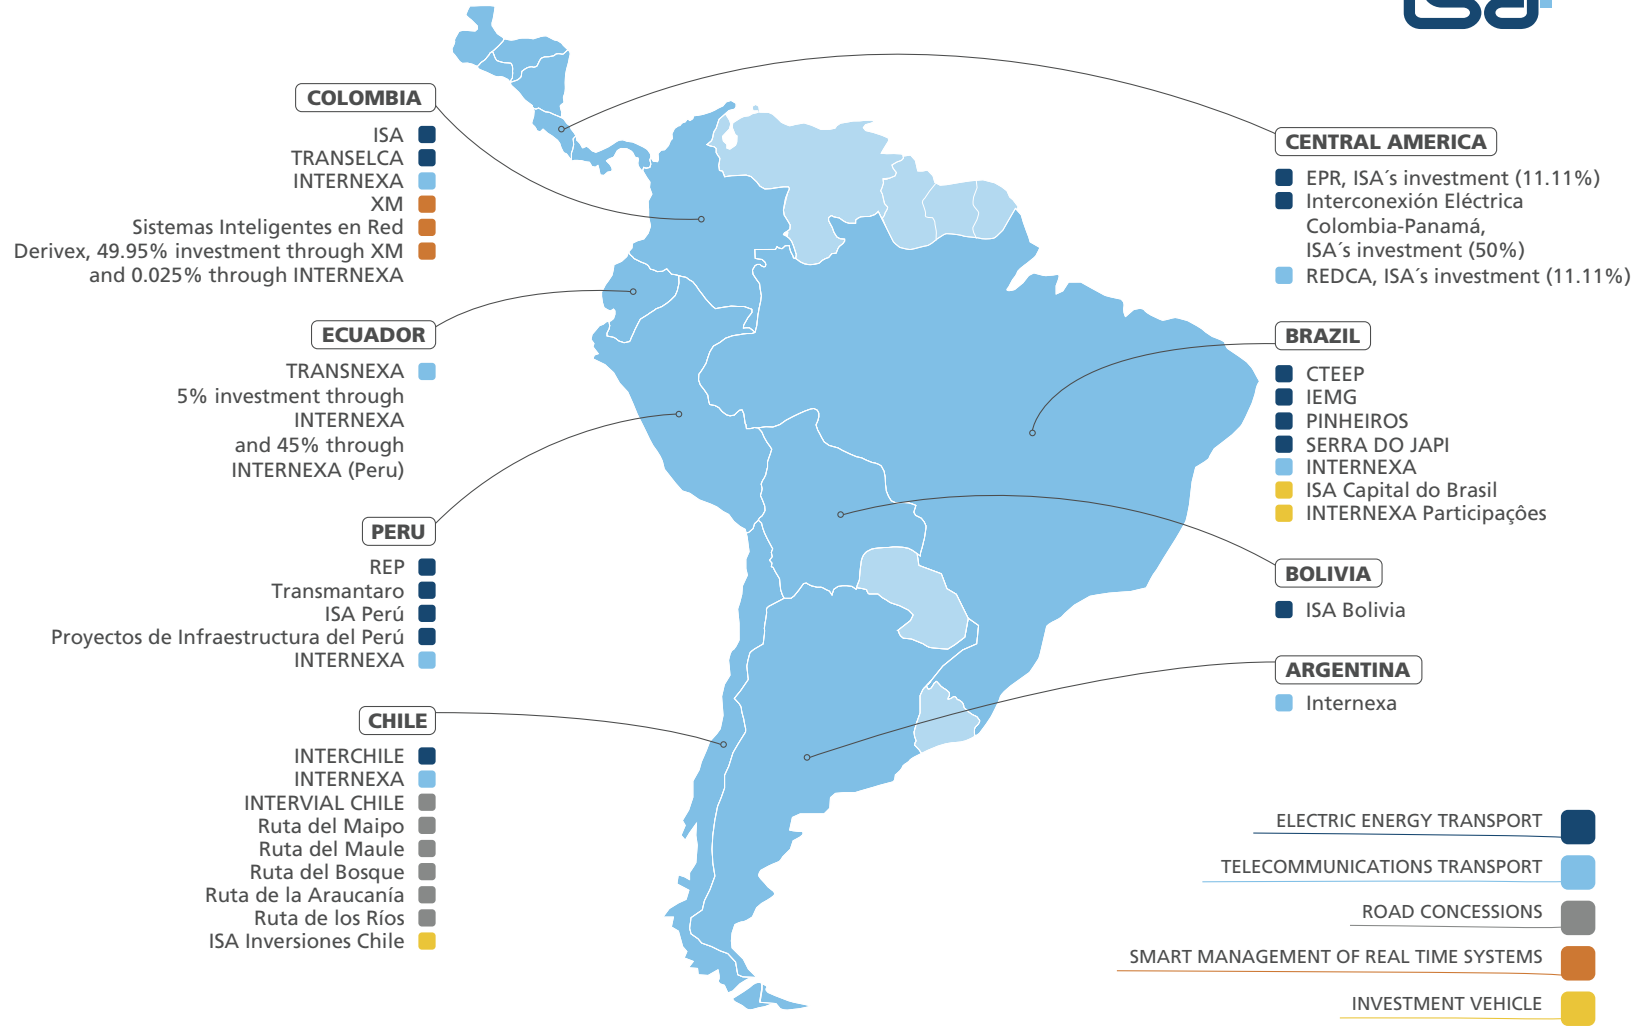 isa
COLOMBIA
ISA
TRANSELCA
INTERNEXA
XM
Sistemas Inteligentes en Red
Derivex, 49.95% investment through XM
and 0.025% through INTERNEXA
ECUADOR
TRANSNEXA
5% investment through
INTERNEXA
and 45% through
INTERNEXA (Peru)
PERU
REP
Transmantaro
ISA Perú
Proyectos de Infraestructura del Perú
INTERNEXA
CHILE
INTERCHILE
INTERNEXA
INTERVIAL CHILE
Ruta del Maipo
Ruta del Maule
Ruta del Bosque
Ruta de la Araucanía
Ruta de los Ríos
ISA Inversiones Chile
CENTRAL AMERICA
EPR, ISA´s investment (11.11%)
Interconexión Eléctrica
Colombia-Panamá,
ISA´s investment (50%)
REDCA, ISA´s investment (11.11%)
BRAZIL
CTEEP
IEMG
PINHEIROS
SERRA DO JAPI
INTERNEXA
ISA Capital do Brasil
INTERNEXA Participaçôes
BOLIVIA
ISA Bolivia
ARGENTINA
Internexa
ELECTRIC ENERGY TRANSPORT
TELECOMMUNICATIONS TRANSPORT
ROAD CONCESSIONS
SMART MANAGEMENT OF REAL TIME SYSTEMS
INVESTMENT VEHICLE